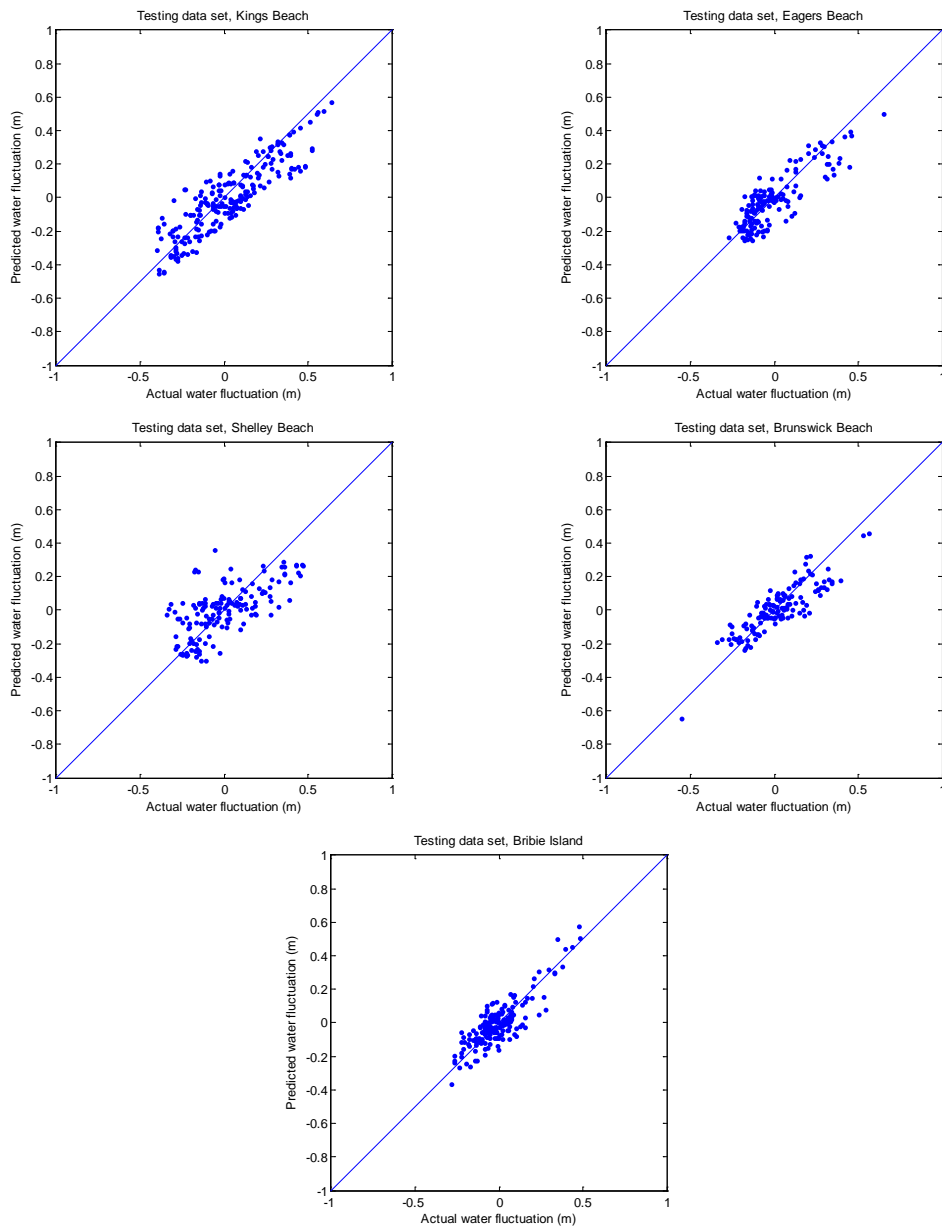 Testing data set, Kings Beach
1
0.8
0.6
0.4
0.2
0
-0.2
-0.4
-0.6
-0.8
-1
-1 -0.5 0 0.5 1
Predicted water fluctuation (m)
Actual water fluctuation (m)
Testing data set, Eagers Beach
1
0.8
0.6
0.4
0.2
0
-0.2
-0.4
-0.6
-0.8
-1
-1 -0.5 0 0.5 1
Predicted water fluctuation (m)
Actual water fluctuation (m)
Testing data set, Shelley Beach
1
0.8
0.6
0.4
0.2
0
-0.2
-0.4
-0.6
-0.8
-1
-1 -0.5 0 0.5 1
Predicted water fluctuation (m)
Actual water fluctuation (m)
Testing data set, Brunswick Beach
1
0.8
0.6
0.4
0.2
0
-0.2
-0.4
-0.6
-0.8
-1
-1 -0.5 0 0.5 1
Predicted water fluctuation (m)
Actual water fluctuation (m)
Testing data set, Bribie Island
1
0.8
0.6
0.4
0.2
0
-0.2
-0.4
-0.6
-0.8
-1
-1 -0.5 0 0.5 1
Predicted water fluctuation (m)
Actual water fluctuation (m)